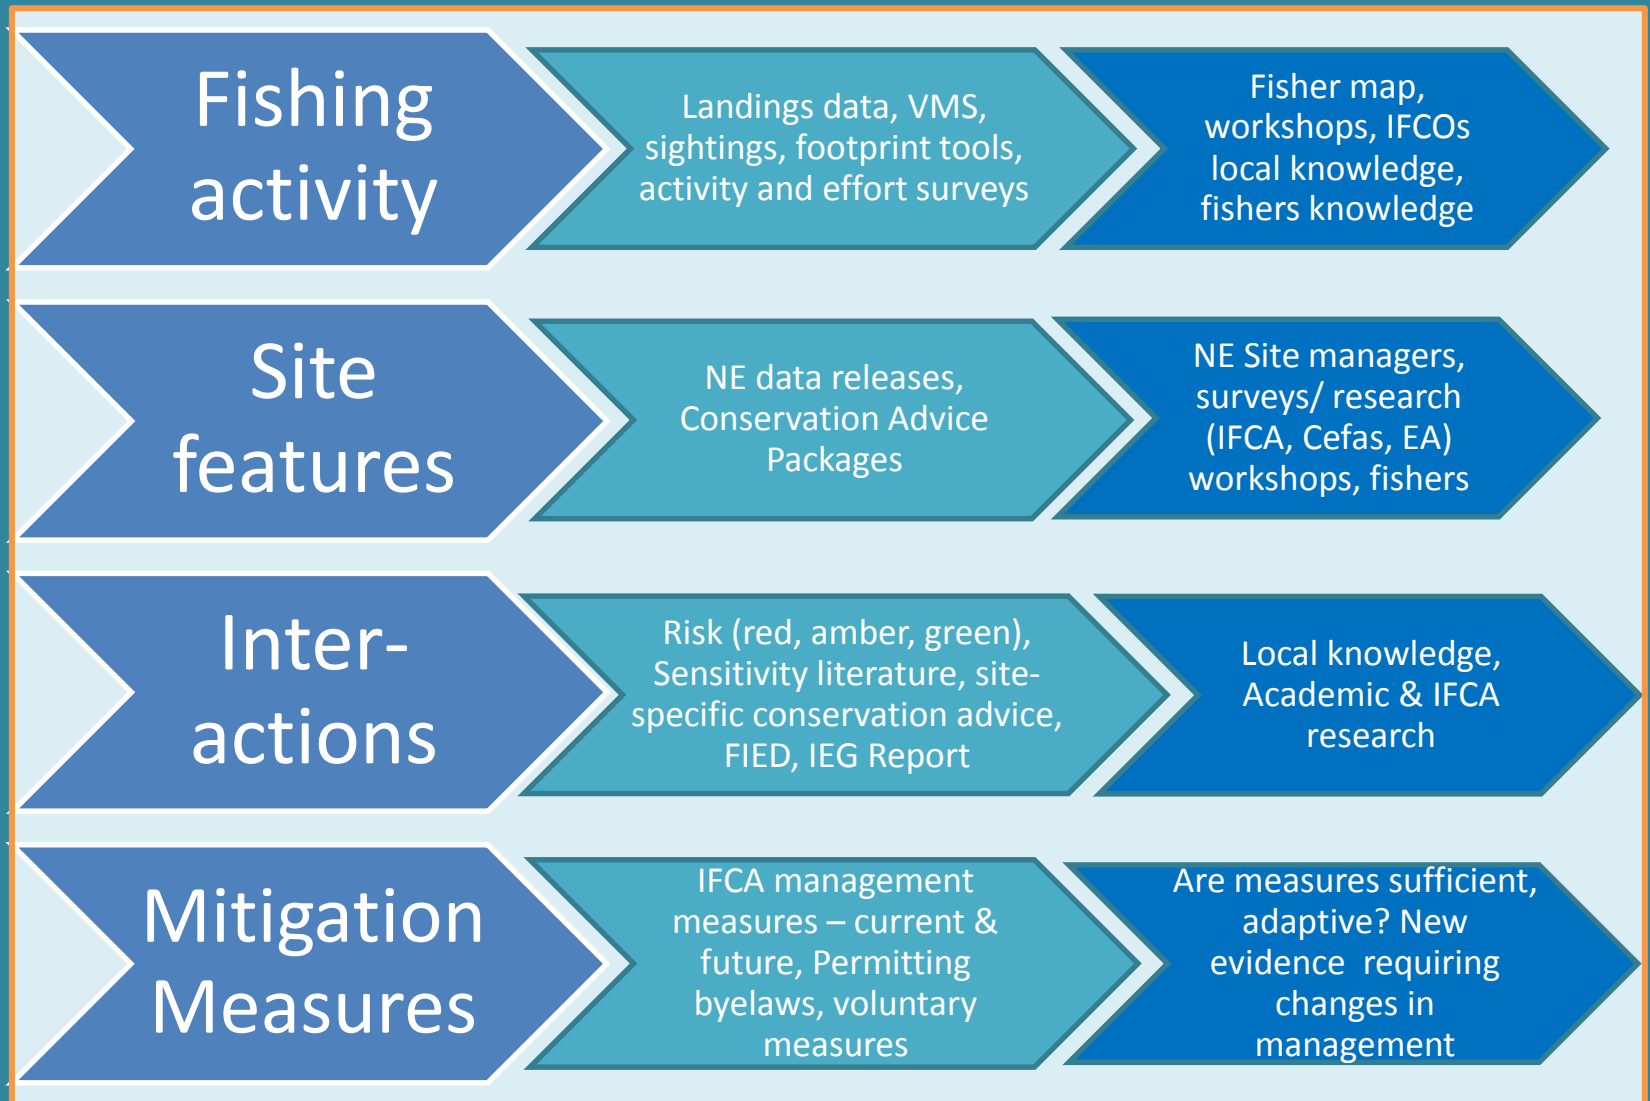 Fishing
activity
Landings data, VMS,
sightings, footprint tools,
activity and effort surveys
Fisher map,
workshops, IFCOs
local knowledge,
fishers knowledge
Site
features
NE data releases,
Conservation Advice
Packages
NE Site managers,
surveys/ research
(IFCA, Cefas, EA)
workshops, fishers
Inter-
actions
Risk (red, amber, green),
Sensitivity literature, site-
specific conservation advice,
FIED, IEG Report
Local knowledge,
Academic & IFCA
research
Mitigation
Measures
IFCA management
measures – current &
future, Permitting
byelaws, voluntary
measures
Are measures sufficient,
adaptive? New
evidence  requiring
changes in
management